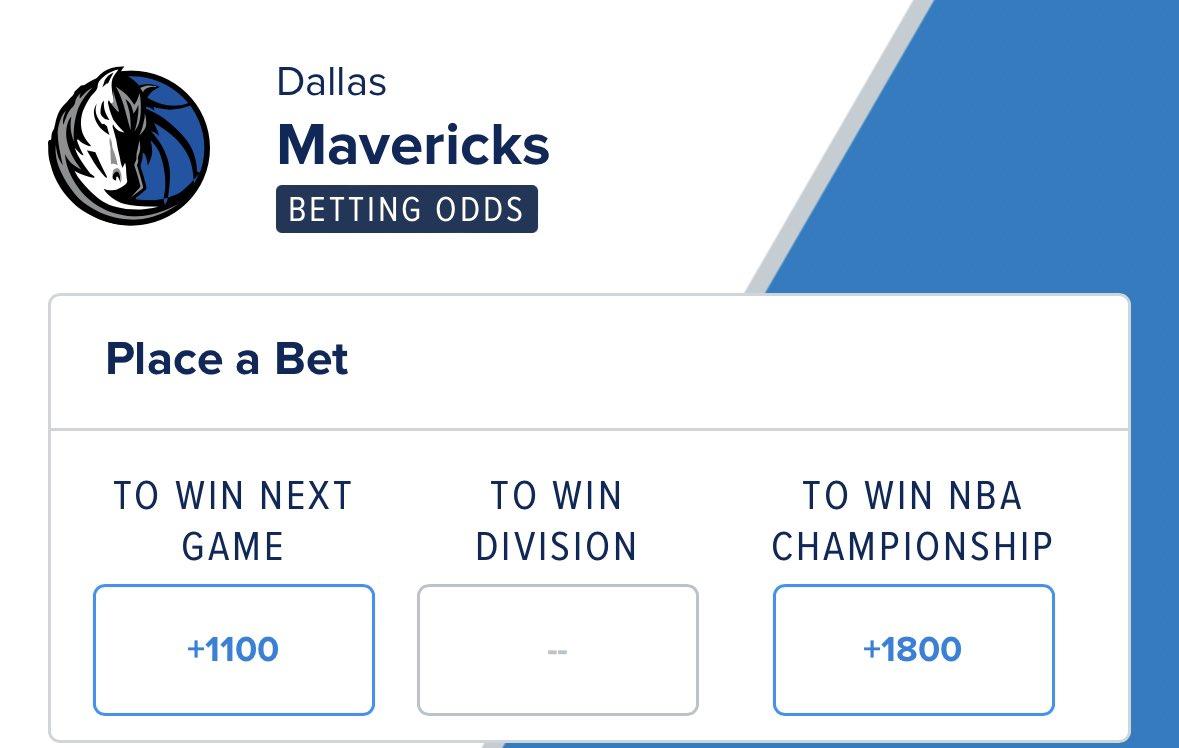 Dallas
Mavericks
BETTING ODDS
Place a Bet
TO WIN NEXT
GAME
+1100
TO WIN
DIVISION
--
TO WIN NBA
CHAMPIONSHIP
+1800